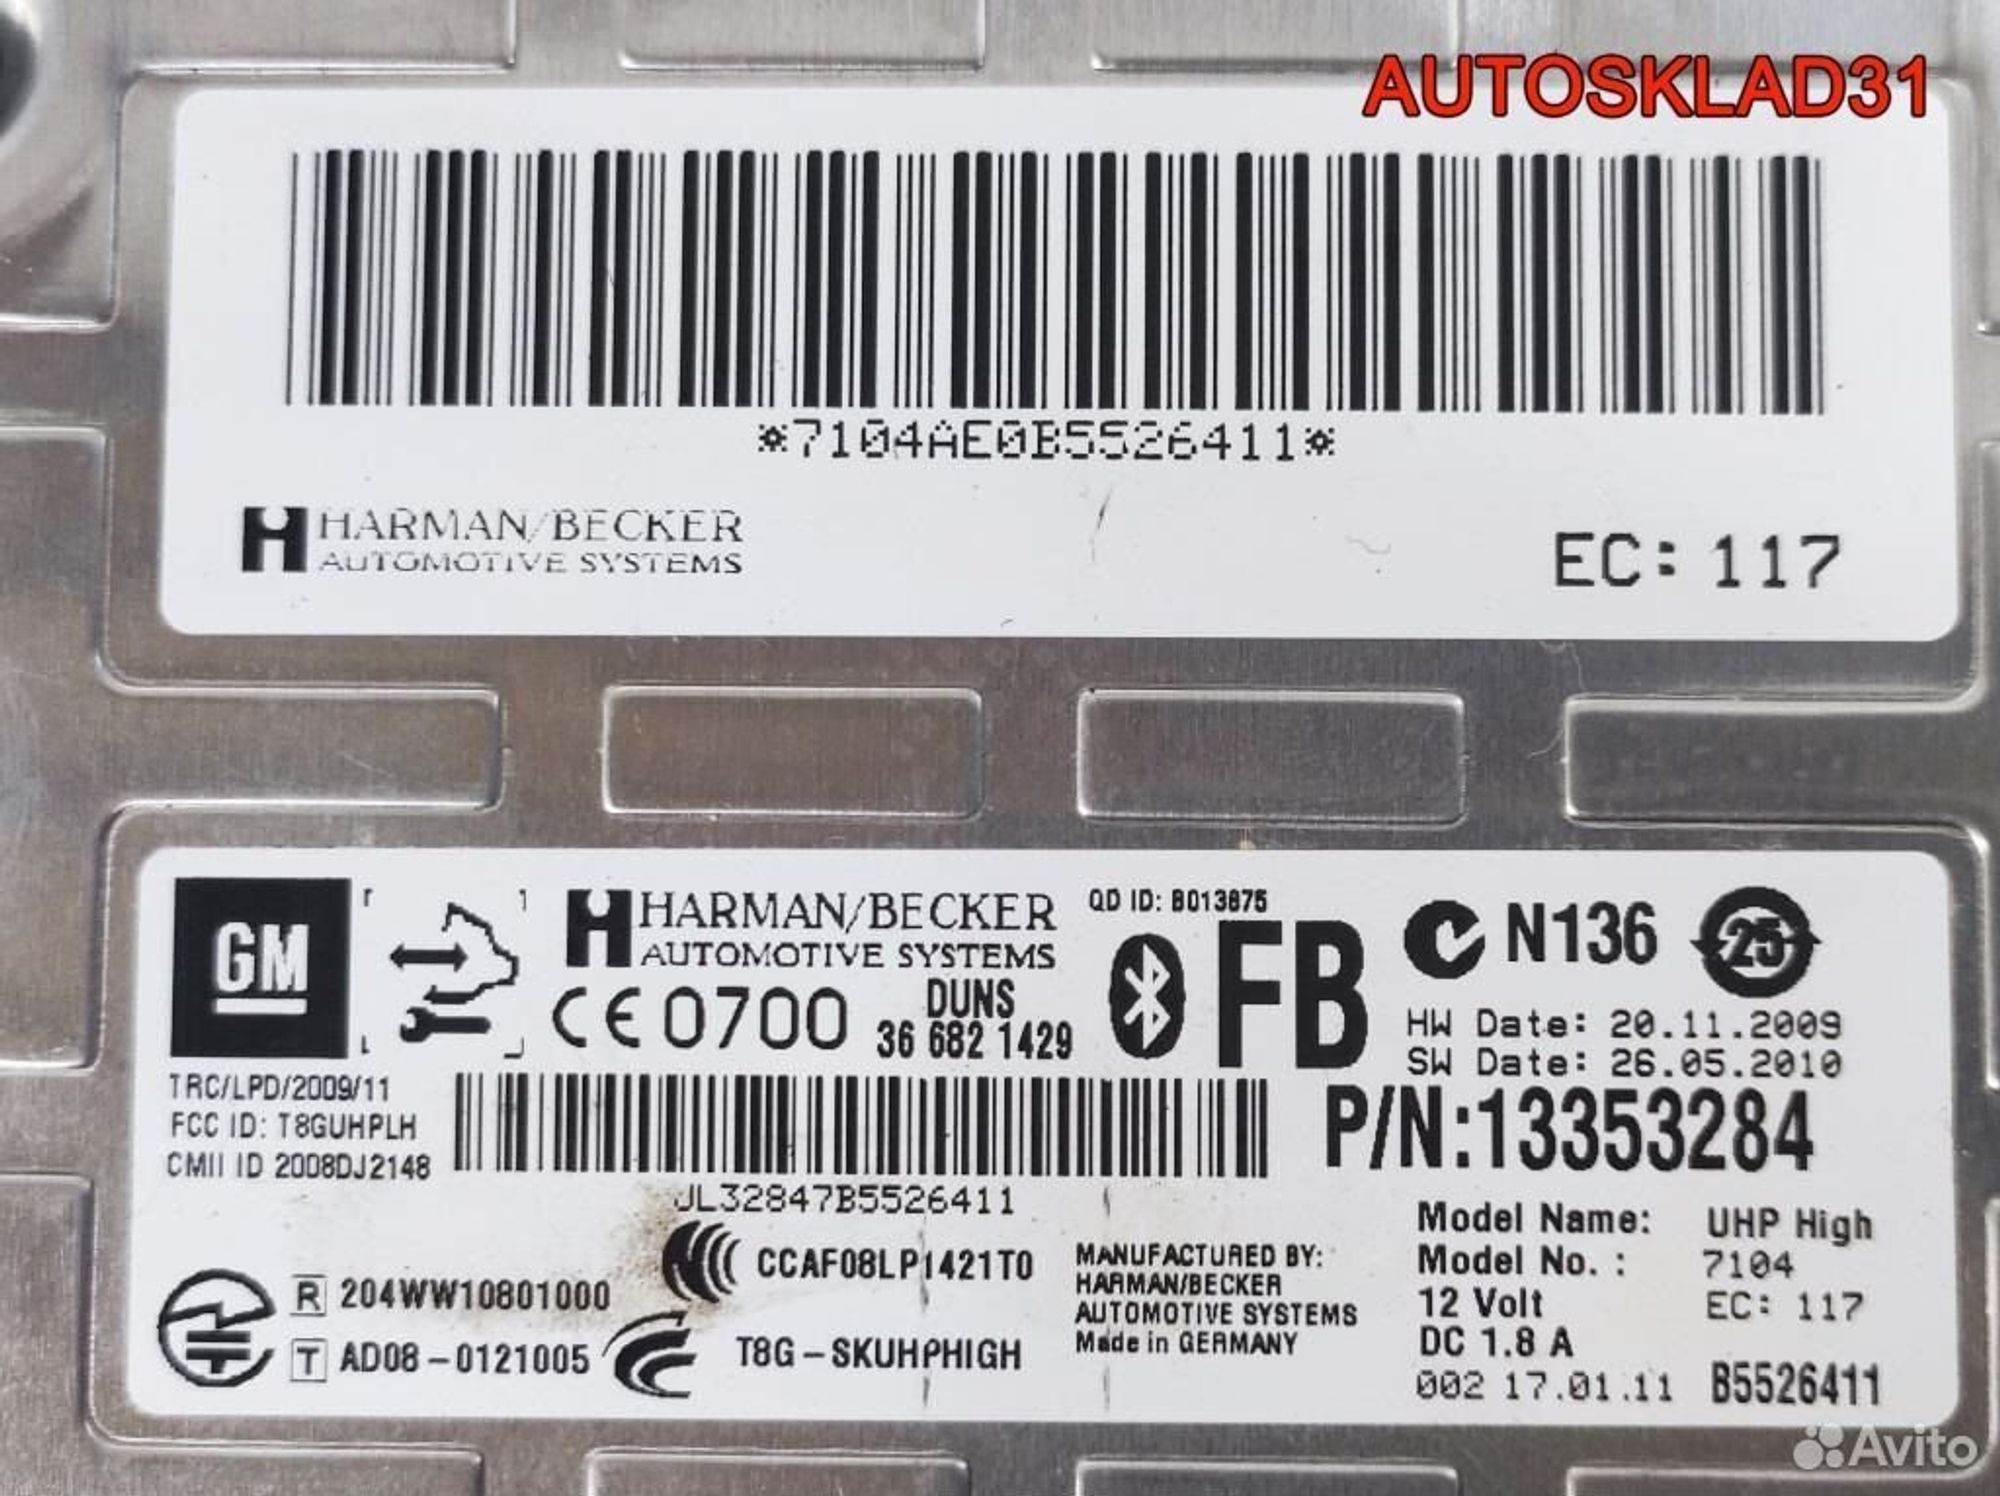 AUTOSKLAD31
*7104AE0B5526411*
HARMAN/BECKER
AUTOMOTIVE SYSTEMS
EC: 117
GM
HARMAN/BECKER
AUTOMOTIVE SYSTEMS
CE 0700
DUNS
36 682 1429
QD ID: B013875
FB
N136
25
HW Date: 20.11.2009
SW Date: 26.05.2010
TRC/LPD/2009/11
FCC ID: T8GUHPLH
CMII ID 2008DJ2148
P/N:13353284
JL32847B5526411
R 204WW10801000
T AD08-0121005
CCAF08LP1421T0
T8G-SKUHPHIGH
MANUFACTURED BY:
HARMAN/BECKER
AUTOMOTIVE SYSTEMS
Made in GERMANY
Model Name: UHP High
Model No. : 7104
12 Volt EC: 117
DC 1.8 A
002 17.01.11 B5526411
Avito